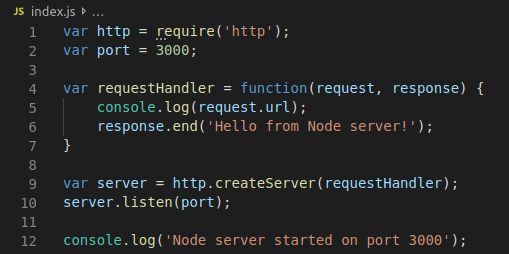 JS index.js > ...
1 var http = require('http');
2 var port = 3000;
3
4 var requestHandler = function(request, response) {
5     console.log(request.url);
6     response.end('Hello from Node server!');
7 }
8
9 var server = http.createServer(requestHandler);
10 server.listen(port);
11
12 console.log('Node server started on port 3000');